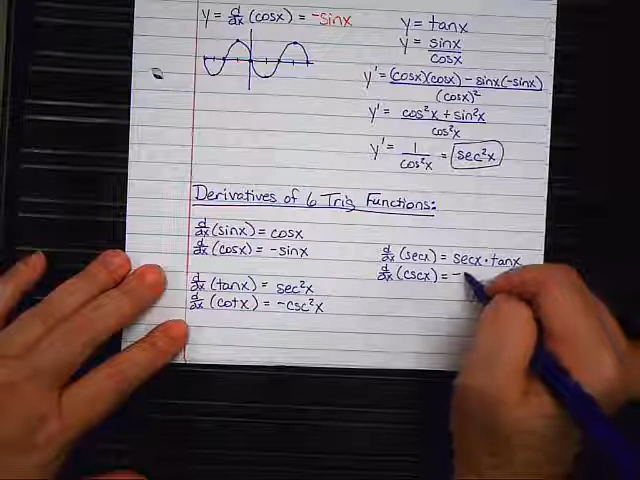 y = d/dx (cosx) = -sinx
y = tanx
y = sinx/cosx
y' = (cosx)(cosx) - sinx(-sinx)/(cosx)²
y' = cos²x + sin²x/cos²x
y' = 1/cos²x = sec²x
Derivatives of 6 Trig Functions:
d/dx (sinx) = cosx
d/dx (cosx) = -sinx
d/dx (tanx) = sec²x
d/dx (cotx) = -csc²x
d/dx (secx) = secx·tanx
d/dx (cscx) = -